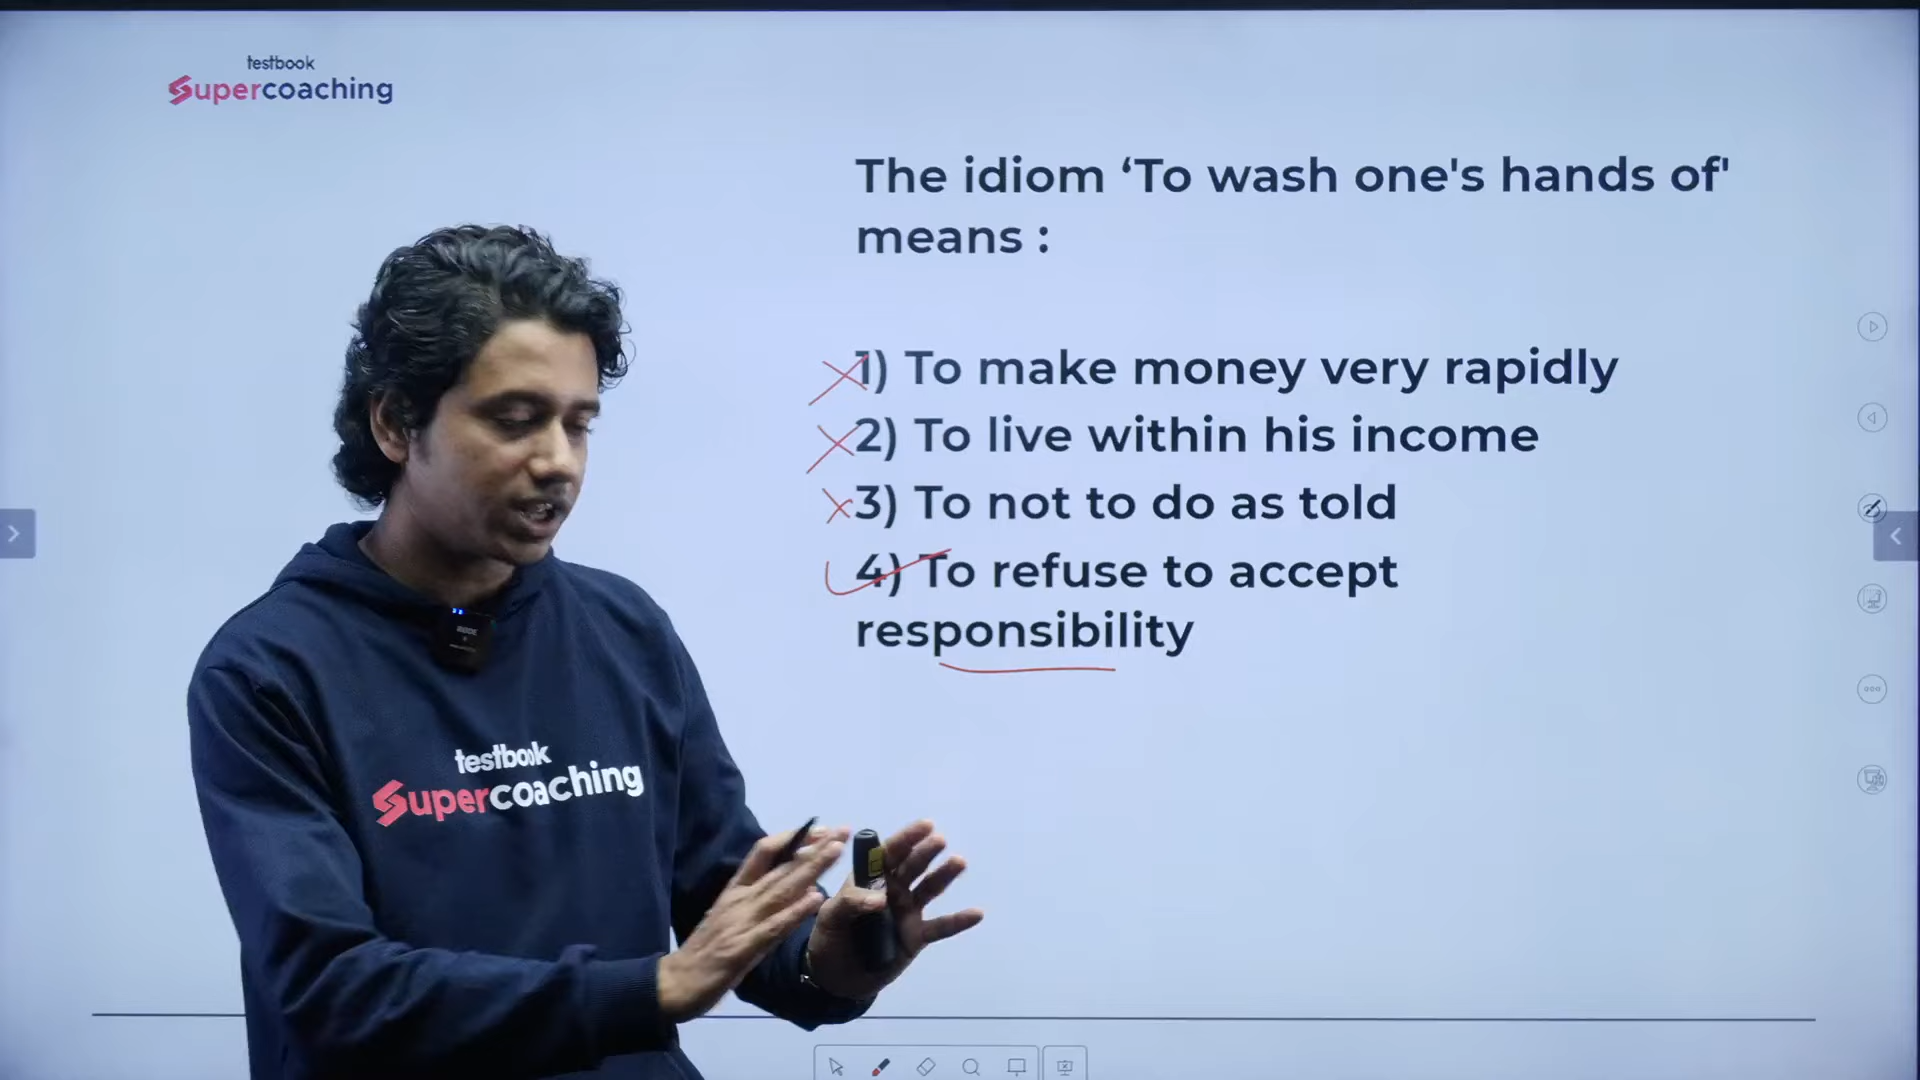 testbook
Supercoaching
The idiom ‘To wash one's hands of'
means :
1) To make money very rapidly
2) To live within his income
3) To not to do as told
4) To refuse to accept
responsibility
RODE
testbook
Supercoaching